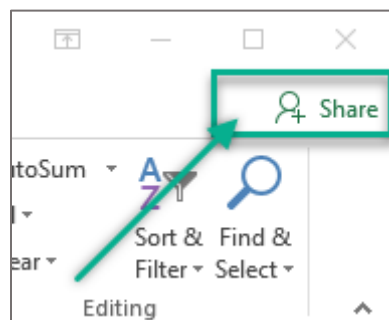 Share
utoSum
A
Z
Sort &
Filter
Find &
Select
ear
Editing